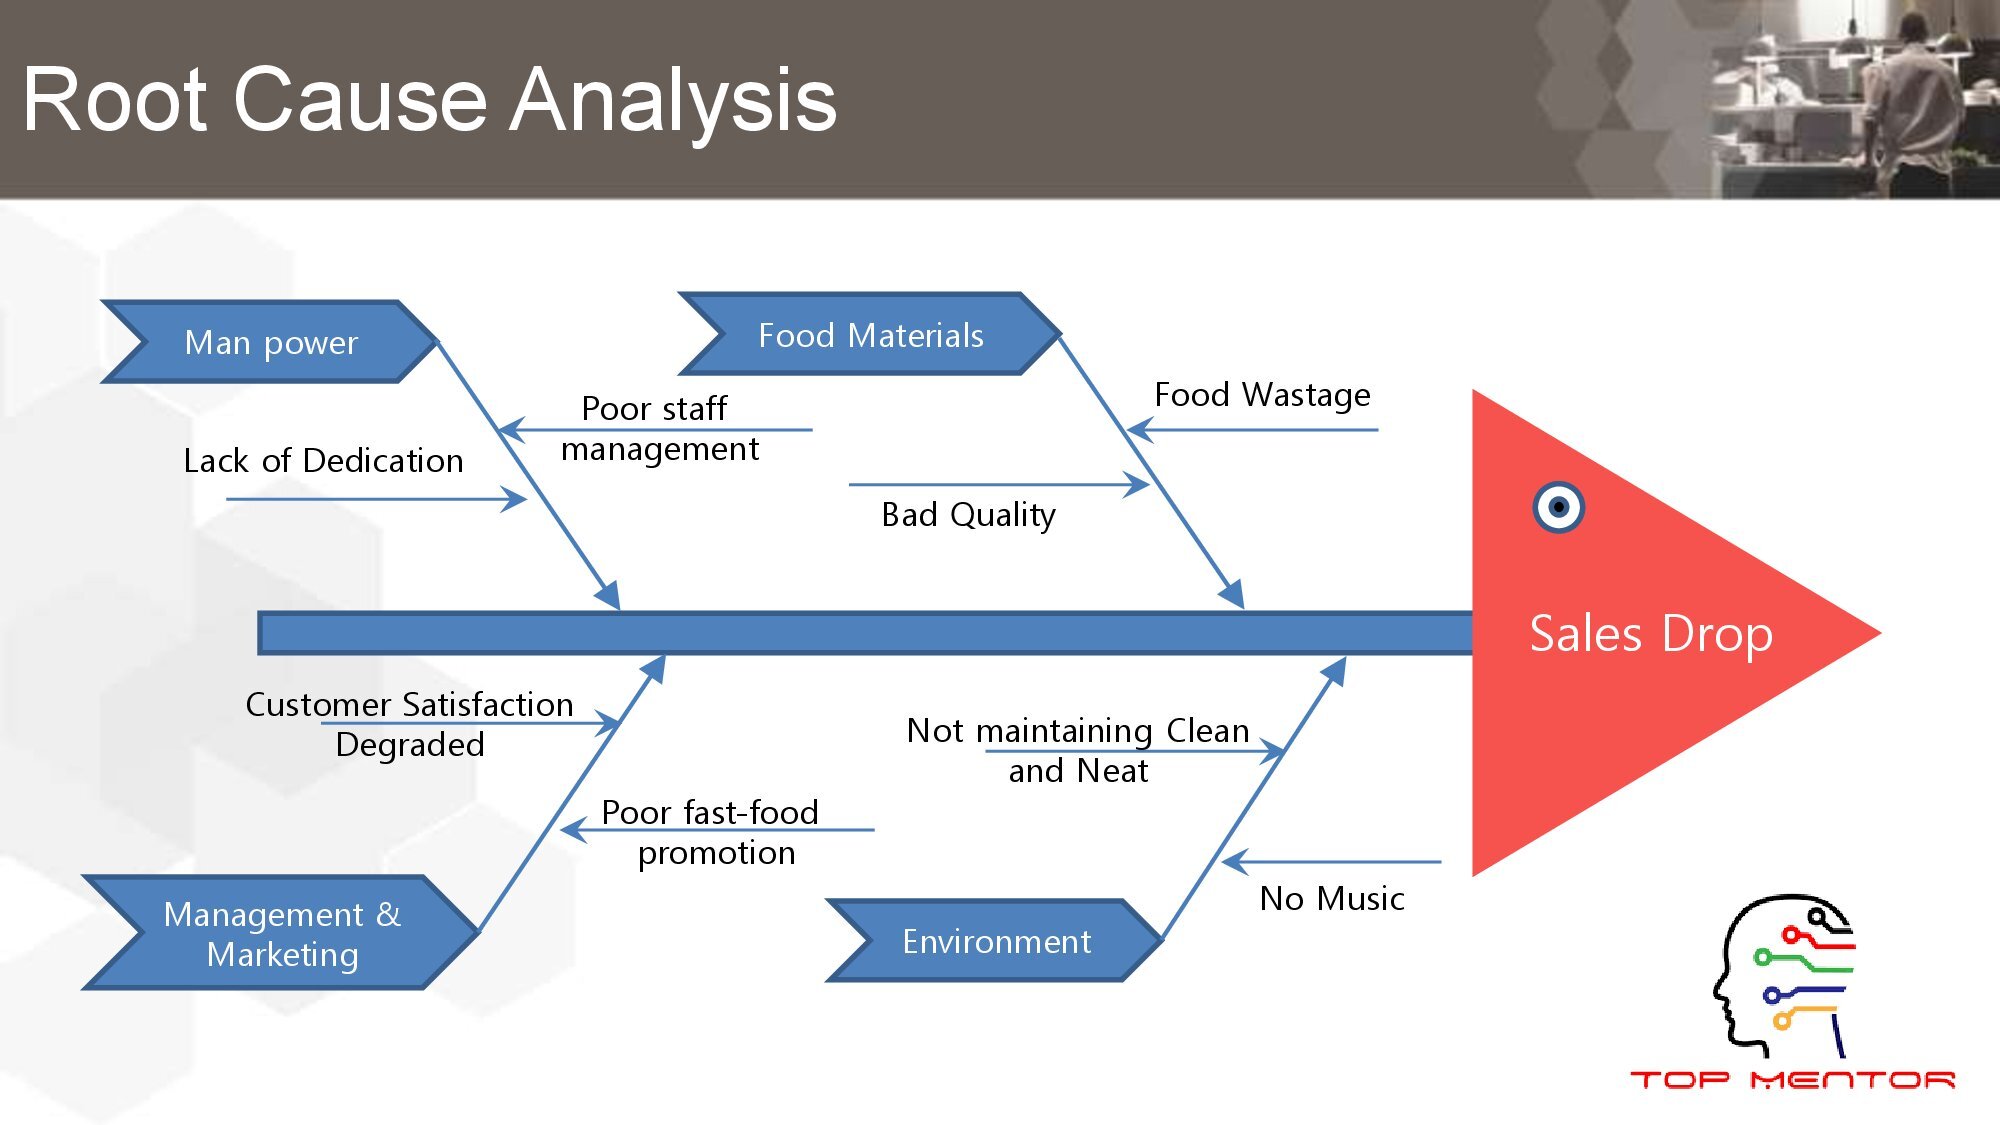 Root Cause Analysis
Man power
Food Materials
Poor staff
management
Food Wastage
Lack of Dedication
Bad Quality
Sales Drop
Customer Satisfaction
Degraded
Not maintaining Clean
and Neat
Poor fast-food
promotion
No Music
Management &
Marketing
Environment
TOP MENTOR